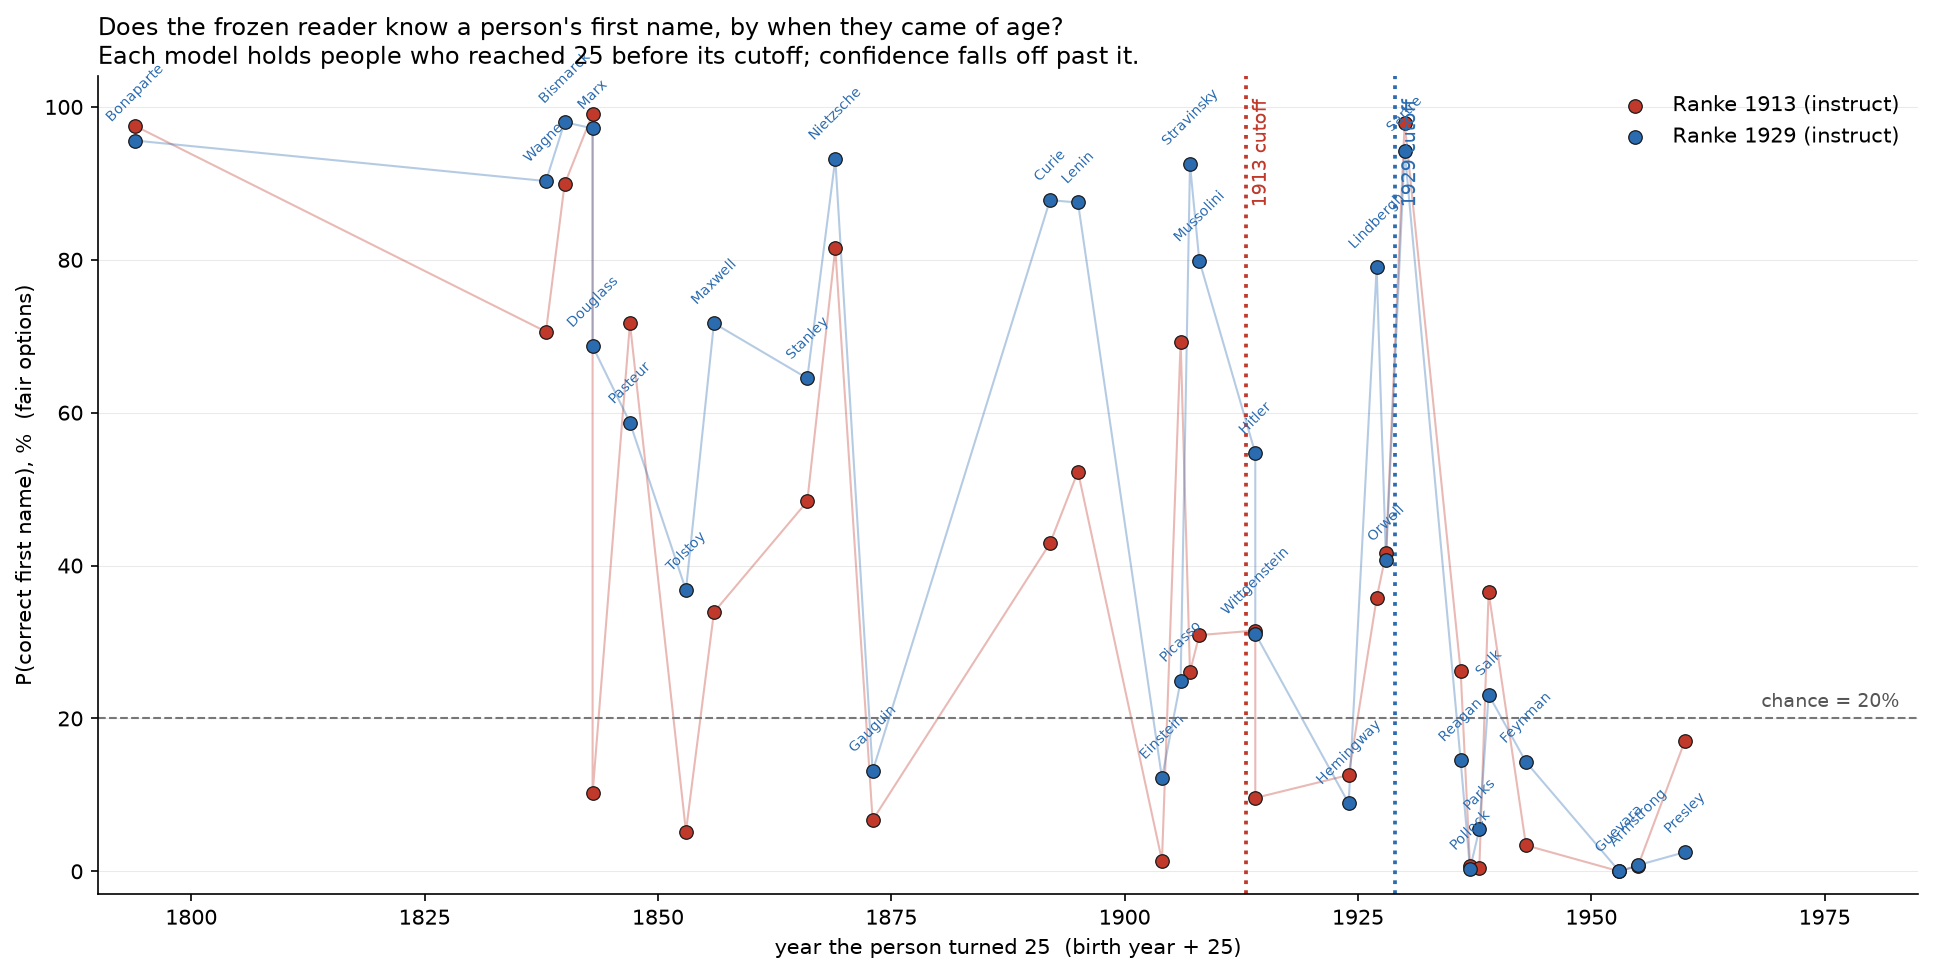 Does the frozen reader know a person's first name, by when they came of age?
Each model holds people who reached 25 before its cutoff; confidence falls off past it.
Ranke 1913 (instruct)
Ranke 1929 (instruct)
1913 cutoff
1929 cutoff
chance = 20%
Bonaparte
Wagner
Bismarck
Marx
Douglass
Pasteur
Tolstoy
Maxwell
Stanley
Nietzsche
Gauguin
Curie
Lenin
Einstein
Picasso
Stravinsky
Mussolini
Hitler
Wittgenstein
Hemingway
Lindbergh
Orwell
Sartre
Reagan
Pollock
Parks
Salk
Feynman
Guevara
Armstrong
Presley
P(correct first name), % (fair options)
100
80
60
40
20
0
1800
1825
1850
1875
1900
1925
1950
1975
year the person turned 25 (birth year + 25)